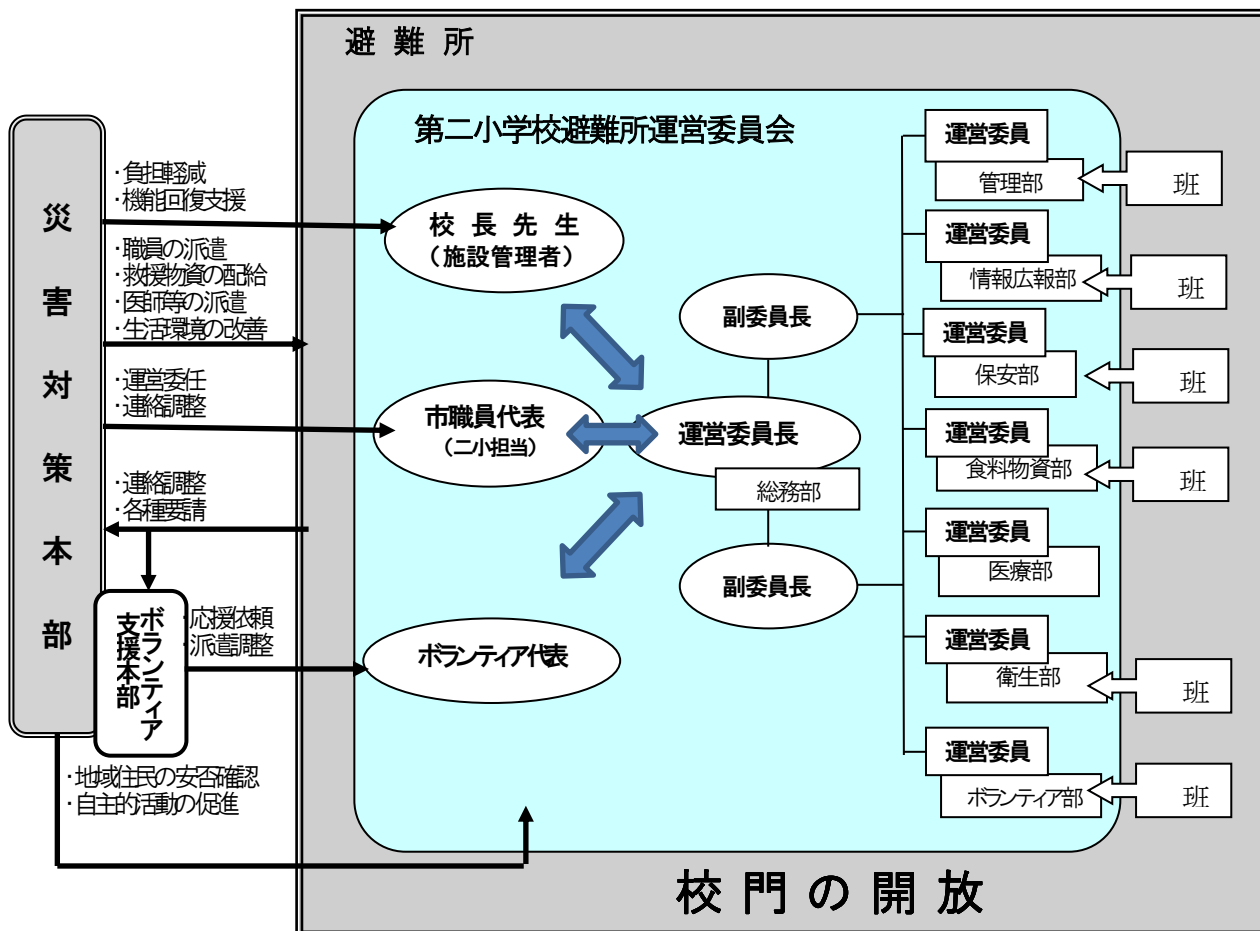 避難所
災害対策本部
・負担軽減
・機能回復支援
・職員の派遣
・救援物資の配給
・医師等の派遣
・生活環境の改善
・運営委任
・連絡調整
・連絡調整
・各種要請
ボランティア
支援本部
・応援依頼
・派遣調整
・地域住民の安否確認
・自主的活動の促進
第二小学校避難所運営委員会
校長先生
（施設管理者）
市職員代表
（二小担当）
ボランティア代表
副委員長
運営委員長
総務部
副委員長
運営委員
管理部
班
運営委員
情報広報部
班
運営委員
保安部
班
運営委員
食料物資部
班
運営委員
医療部
運営委員
衛生部
班
運営委員
ボランティア部
班
校門の開放